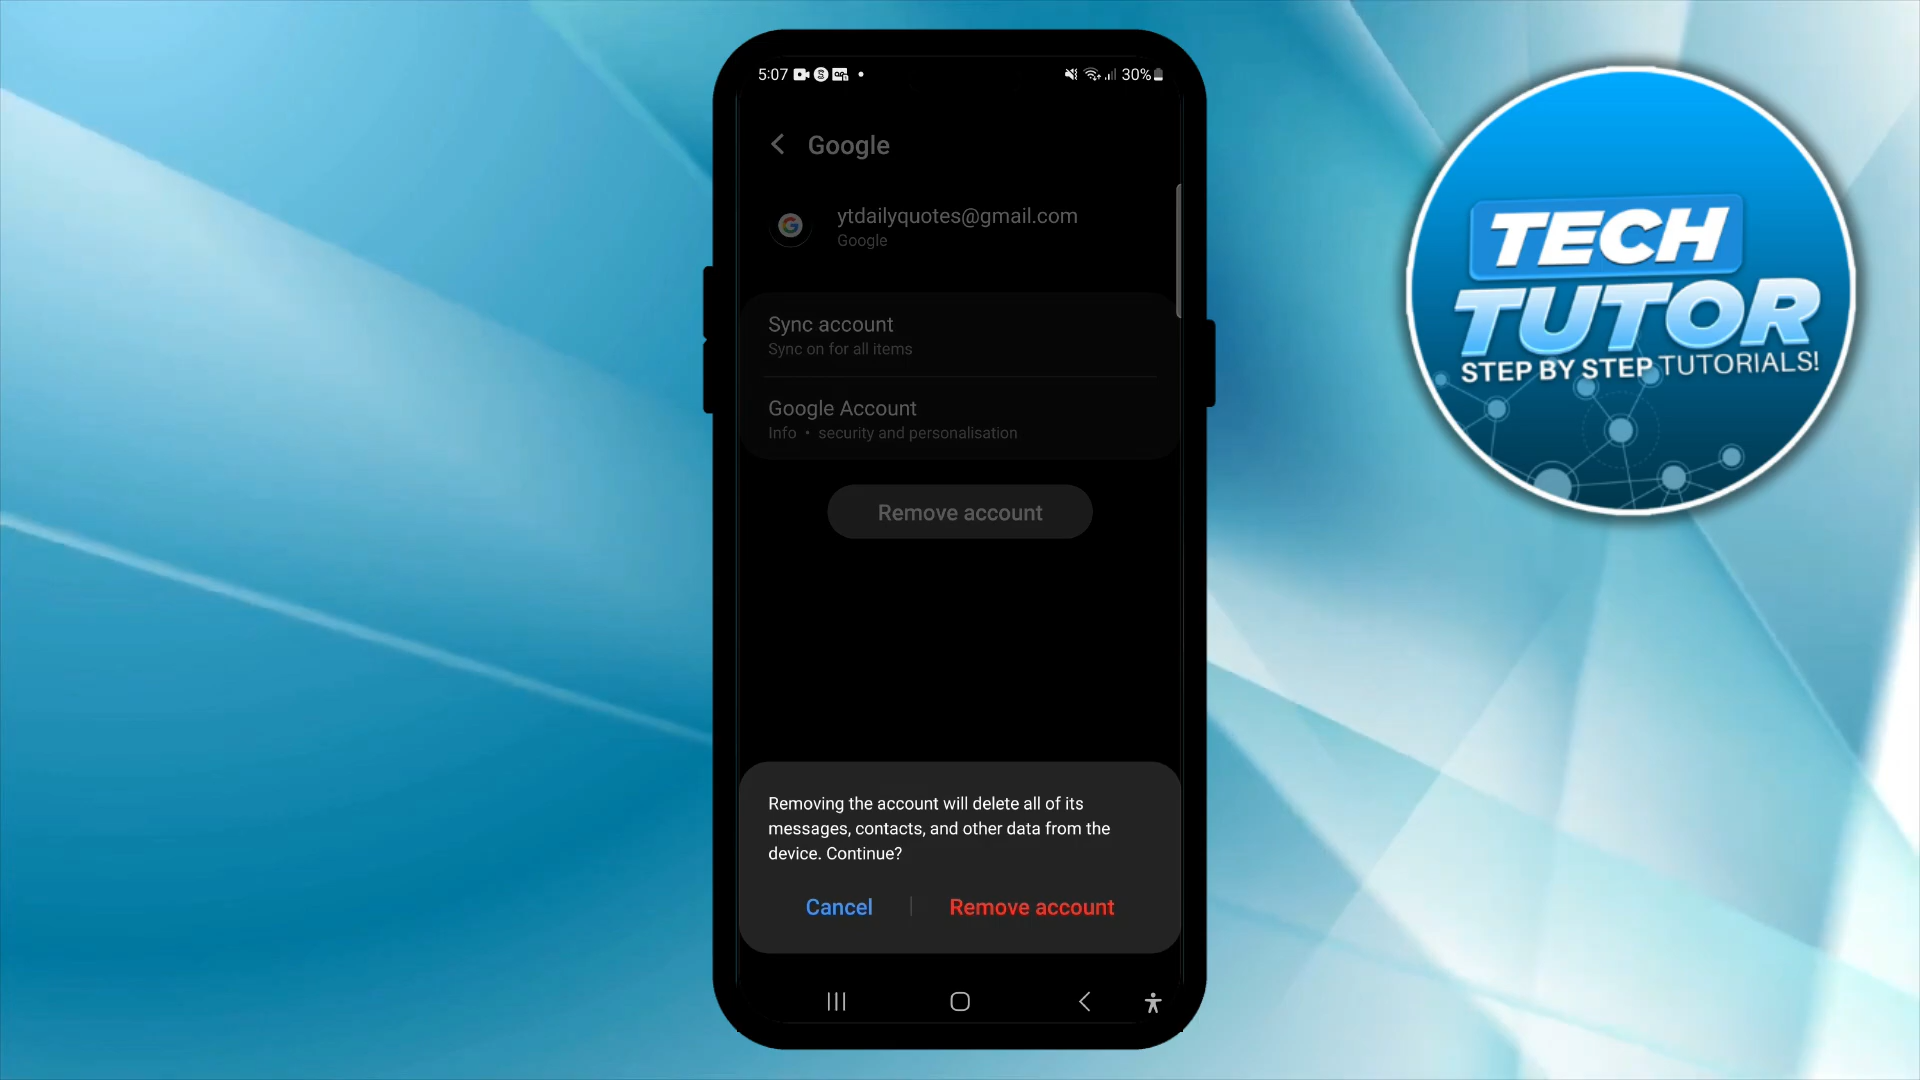 5:07
30%
Google
ytdailyquotes@gmail.com
Google
Sync account
Sync on for all items
Google Account
Info • security and personalisation
Remove account
Removing the account will delete all of its
messages, contacts, and other data from the
device. Continue?
Cancel
Remove account
TECH
TUTOR
STEP BY STEP TUTORIALS!